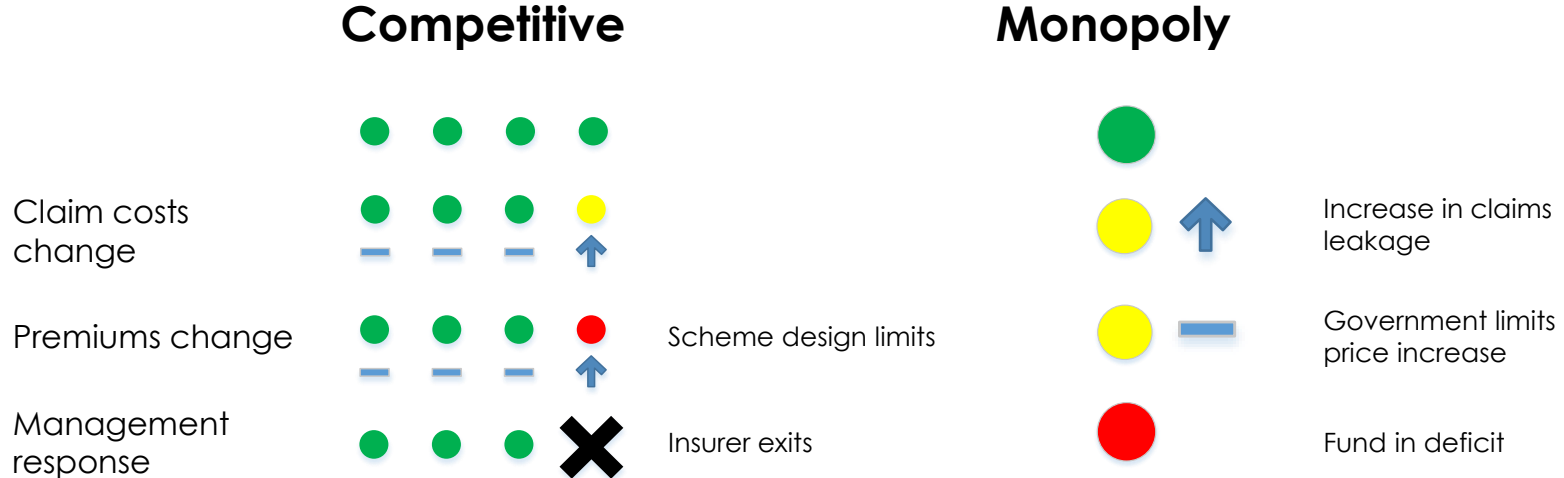 Competitive
Monopoly
Claim costs
change
Increase in claims
leakage
Premiums change
Scheme design limits
Government limits
price increase
Management
response
Insurer exits
Fund in deficit